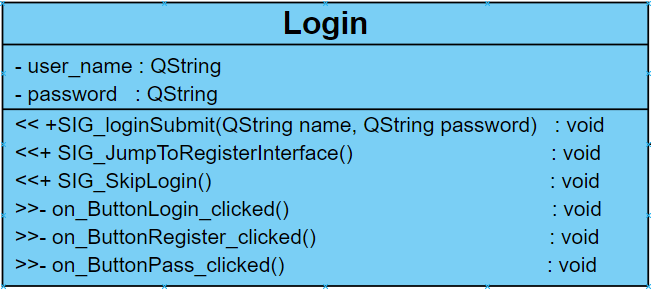 Login
- user_name : QString
- password : QString
<< +SIG_loginSubmit(QString name, QString password) : void
<<+ SIG_JumpToRegisterInterface() : void
<<+ SIG_SkipLogin() : void
>>- on_ButtonLogin_clicked() : void
>>- on_ButtonRegister_clicked() : void
>>- on_ButtonPass_clicked() : void